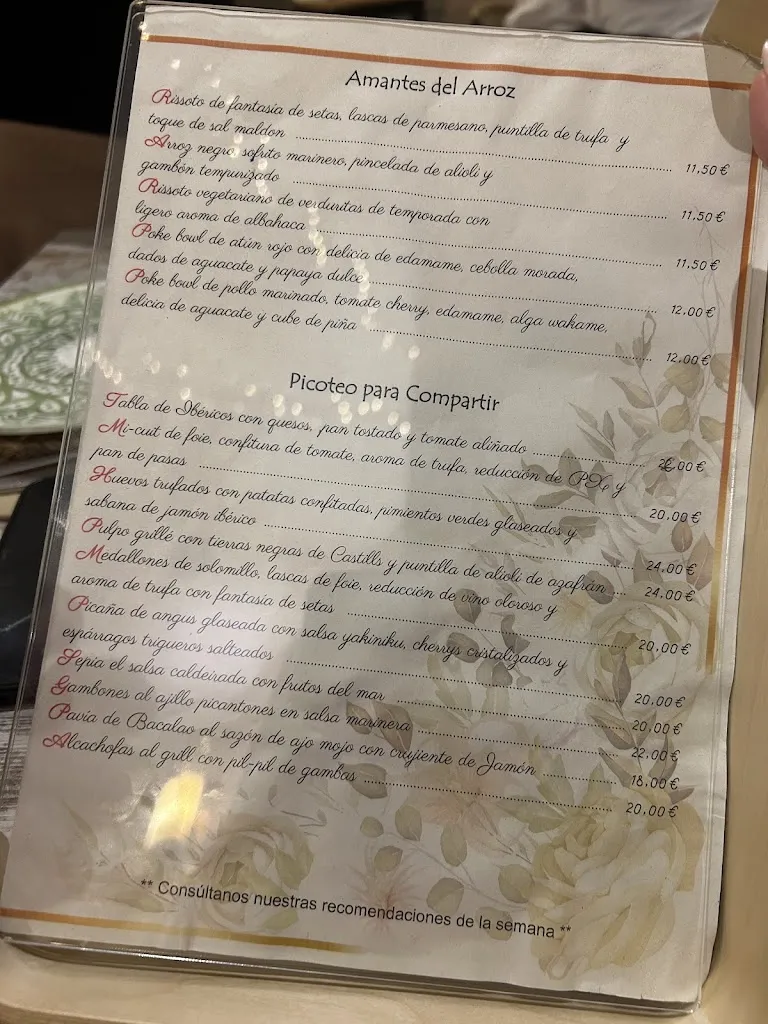 Amantes del Arroz
Rissoto de fantasia de setas, lascas de parmesano, puntilla de trufa y
toque de sal maldon ........ 11,50 €
Arroz negro, sofrito marinero, pincelada de alioli y
gambón tempurizado ........ 11,50 €
Rissoto vegetariano de verduritas de temporada con
ligero aroma de albahaca ........ 11,50 €
Poke bowl de atún rojo con delicia de edamame, cebolla morada,
dados de aguacate y papaya dulce ........ 12,00 €
Poke bowl de pollo marinado, tomate cherry, edamame, alga wakame,
delicia de aguacate y cube de piña ........ 12,00 €
Picoteo para Compartir
Tabla de Ibéricos con quesos, pan tostado y tomate aliñado ........ 00 €
Mi-cuit de foie, confitura de tomate, aroma de trufa, reducción de PX, y
pan de pasas ........ 20,00 €
Huevos trufados con patatas confitadas, pimientos verdes glaseados y
sabana de jamón ibérico ........ 24,00 €
Pulpo grillé con tierras negras de Castills y puntilla de alioli de azafrán ... 24,00 €
Medallones de solomillo, lascas de foie, reducción de vino oloroso y
aroma de trufa con fantasia de setas ........ 20,00 €
Picaña de angus glaseada con salsa yakiniku, cherrys cristalizados y
espárragos trigueros salteados ........ 20,00 €
Sepia el salsa caldeirada con frutos del mar ........ 20,00 €
Gambones al ajillo picantones en salsa marinera ........ 22,00 €
Pavia de Bacalao al sazón de ajo mojo con crujiente de Jamón ........ 18,00 €
Alcachofas al grill con pil-pil de gambas ........ 20,00 €
** Consúltanos nuestras recomendaciones de la semana **